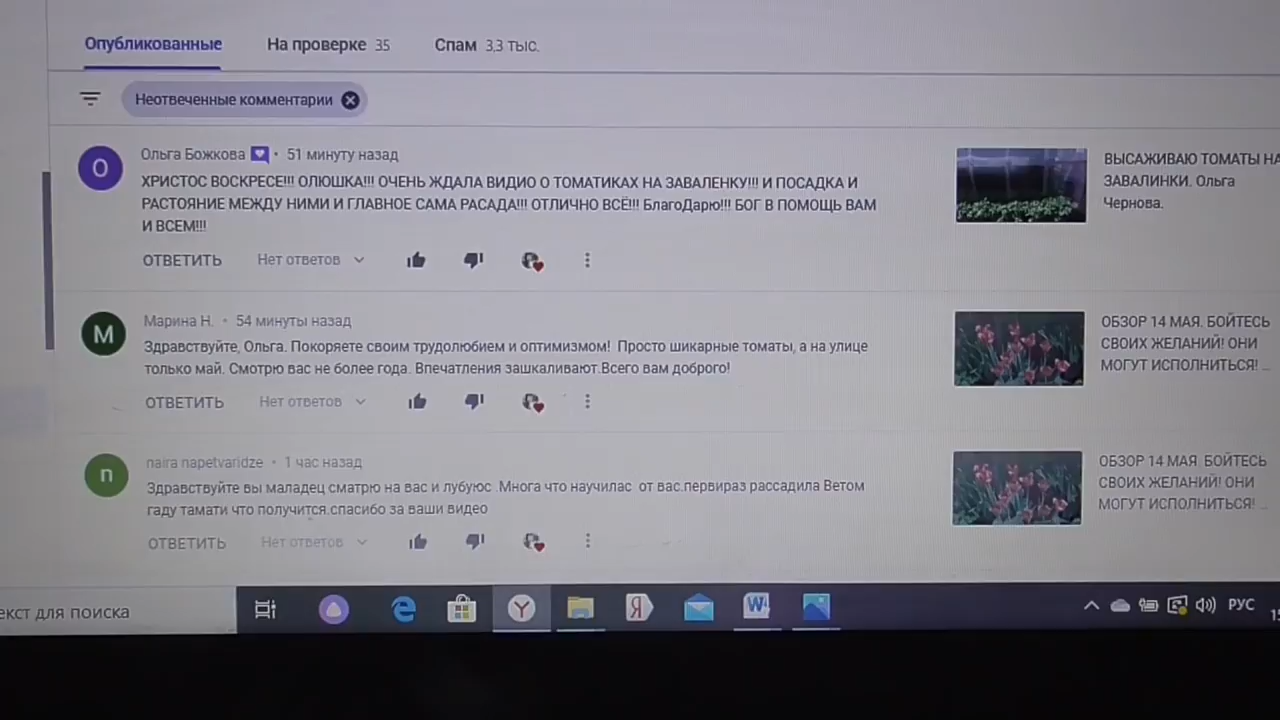 Опубликованные На проверке 35 Спам 3,3 тыс.
Неотвеченные комментарии
О Ольга Божкова • 51 минуту назад
ХРИСТОС ВОСКРЕСЕ!!! ОЛЮШКА!!! ОЧЕНЬ ЖДАЛА ВИДИО О ТОМАТИКАХ НА ЗАВАЛЕНКУ!!! И ПОСАДКА И
РАСТОЯНИЕ МЕЖДУ НИМИ И ГЛАВНОЕ САМА РАСАДА!!! ОТЛИЧНО ВСЁ!!! БлагоДарю!!! БОГ В ПОМОЩЬ ВАМ
И ВСЕМ!!!
ВЫСАЖИВАЮ ТОМАТЫ НА
ЗАВАЛИНКИ. Ольга
Чернова.
ОТВЕТИТЬ Нет ответов
М Марина Н. • 54 минуты назад
Здравствуйте, Ольга. Покоряете своим трудолюбием и оптимизмом! Просто шикарные томаты, а на улице
только май. Смотрю вас не более года. Впечатления зашкаливают.Всего вам доброго!
ОБЗОР 14 МАЯ. БОЙТЕСЬ
СВОИХ ЖЕЛАНИЙ! ОНИ
МОГУТ ИСПОЛНИТЬСЯ! ...
ОТВЕТИТЬ Нет ответов
n naira napetvaridze • 1 час назад
Здравствуйте вы маладец сматрю на вас и лубуюс .Многа что научилас от вас.первираз рассадила Ветом
гаду тамати что получится.спасибо за ваши видео
ОБЗОР 14 МАЯ. БОЙТЕСЬ
СВОИХ ЖЕЛАНИЙ! ОНИ
МОГУТ ИСПОЛНИТЬСЯ! ...
ОТВЕТИТЬ Нет ответов
екст для поиска Y e Я W РУС